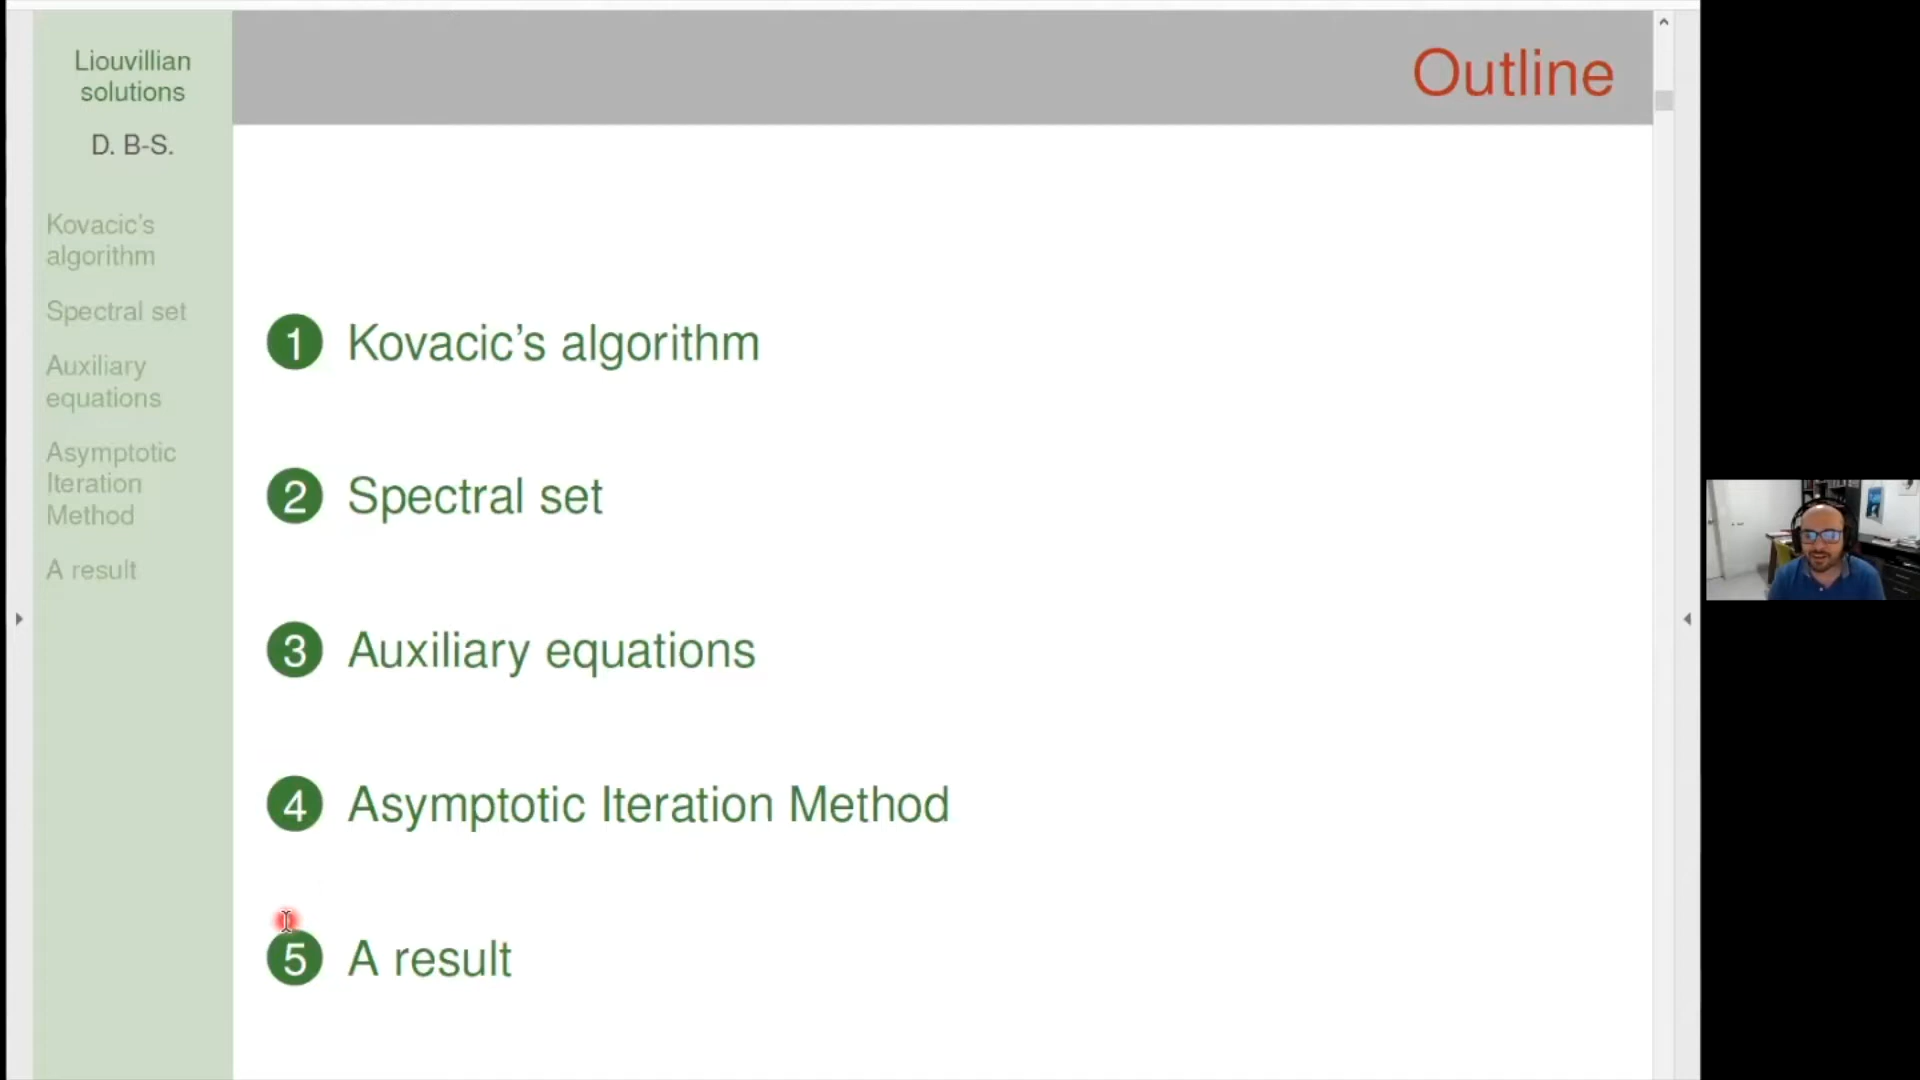 Liouvillian
solutions
D. B-S.
Kovacic's
algorithm
Spectral set
Auxiliary
equations
Asymptotic
Iteration
Method
A result
Outline
1 Kovacic's algorithm
2 Spectral set
3 Auxiliary equations
4 Asymptotic Iteration Method
5 A result